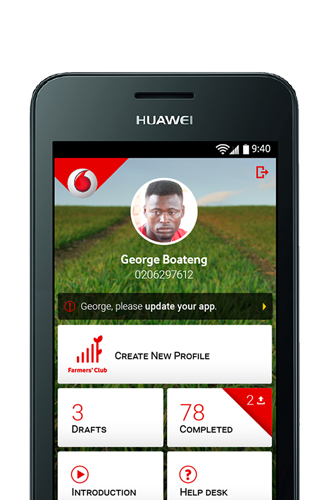 HUAWEI
9:40
George Boateng
0206297612
George, please update your app.
Farmers' Club
CREATE NEW PROFILE
3
DRAFTS
78
COMPLETED
2
INTRODUCTION
HELP DESK